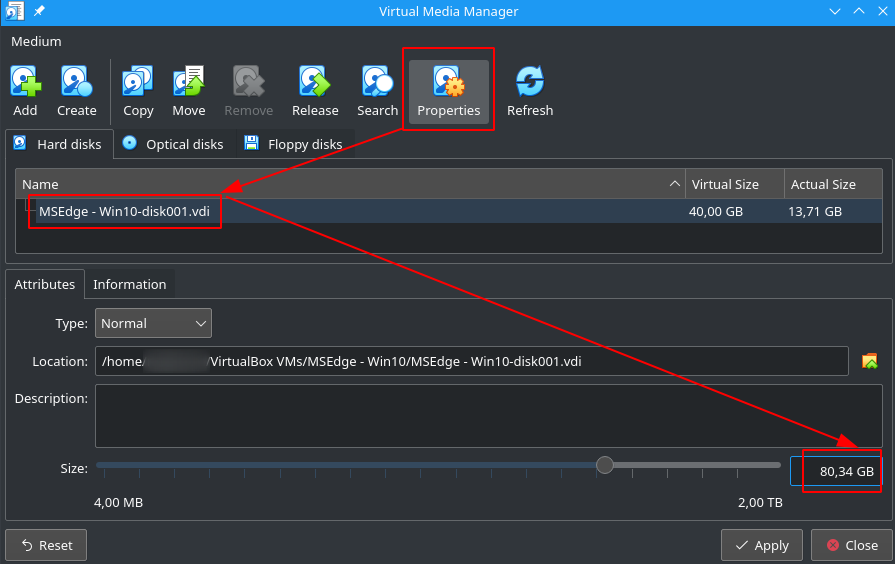 Virtual Media Manager
Medium
Add Create Copy Move Remove Release Search Properties Refresh
Hard disks Optical disks Floppy disks
Name Virtual Size Actual Size
MSEdge - Win10-disk001.vdi 40,00 GB 13,71 GB
Attributes Information
Type: Normal
Location: /home/ /VirtualBox VMs/MSEdge - Win10/MSEdge - Win10-disk001.vdi
Description:
Size: 80,34 GB
4,00 MB 2,00 TB
Reset Apply Close